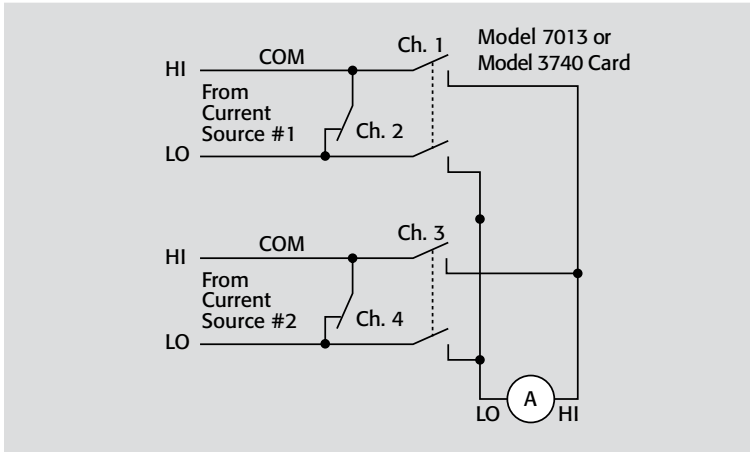 Model 7013 or
Model 3740 Card
Ch. 1
COM
HI
From
Current
Source #1
Ch. 2
LO
Ch. 3
COM
HI
From
Current
Source #2
Ch. 4
LO
A
LO
HI